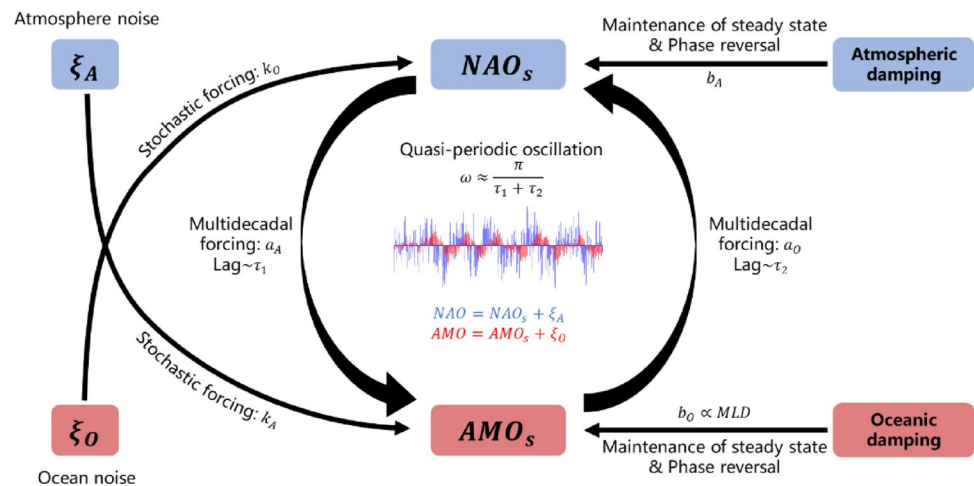 Atmosphere noise
ξ_A
Stochastic forcing: k_O
NAO_s
Maintenance of steady state
& Phase reversal
b_A
Atmospheric
damping
Quasi-periodic oscillation
ω ≈ π / (τ_1 + τ_2)
Multidecadal
forcing: a_A
Lag~τ_1
Multidecadal
forcing: a_O
Lag~τ_2
NAO = NAO_s + ξ_A
AMO = AMO_s + ξ_O
Stochastic forcing: k_A
ξ_O
Ocean noise
AMO_s
b_O ∝ MLD
Maintenance of steady state
& Phase reversal
Oceanic
damping